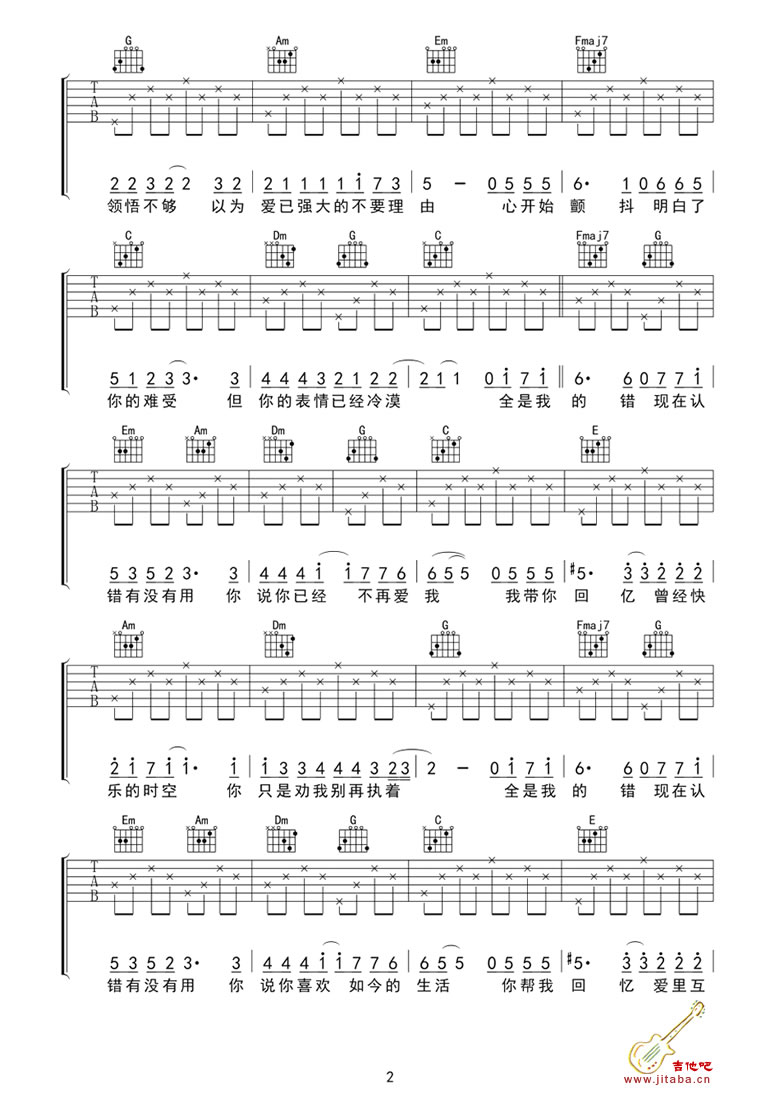 G Am Em Fmaj7
T
A
B
2 2 3 2 2 3 2 2 1 1 1 1 1 7 3 5 － 0 5 5 5 6· 1 0 6 6 5
领悟不够 以为 爱已强大的不要理 由 心开始 颤 抖 明白了
C Dm G C Fmaj7 G
T
A
B
5 1 2 3 3· 3 4 4 4 3 2 1 2 2 2 1 1 0 1 7 1 6· 6 0 7 7 1
你的难受 但 你的表情已经冷漠 全是我 的 错 现在认
Em Am Dm G C E
T
A
B
5 3 5 2 3· 3 4 4 4 1 1 7 7 6 6 5 5 0 5 5 5 #5· 3 3 2 2 2
错有没有用 你 说你已经 不再爱 我 我带你 回 亿 曾经快
Am Dm G Fmaj7 G
T
A
B
2 1 7 1 1· 1 1 3 3 4 4 4 3 2 3 2 － 0 1 7 1 6· 6 0 7 7 1
乐的时空 你 只是劝我别再执着 全是我 的 错 现在认
Em Am Dm G C E
T
A
B
5 3 5 2 3· 3 4 4 4 1 1 7 7 6 6 5 5 0 5 5 5 #5· 3 3 2 2 2
错有没有用 你 说你喜欢 如今的 生活 你帮我 回 忆 爱里互
吉他吧
www.jitaba.cn
2